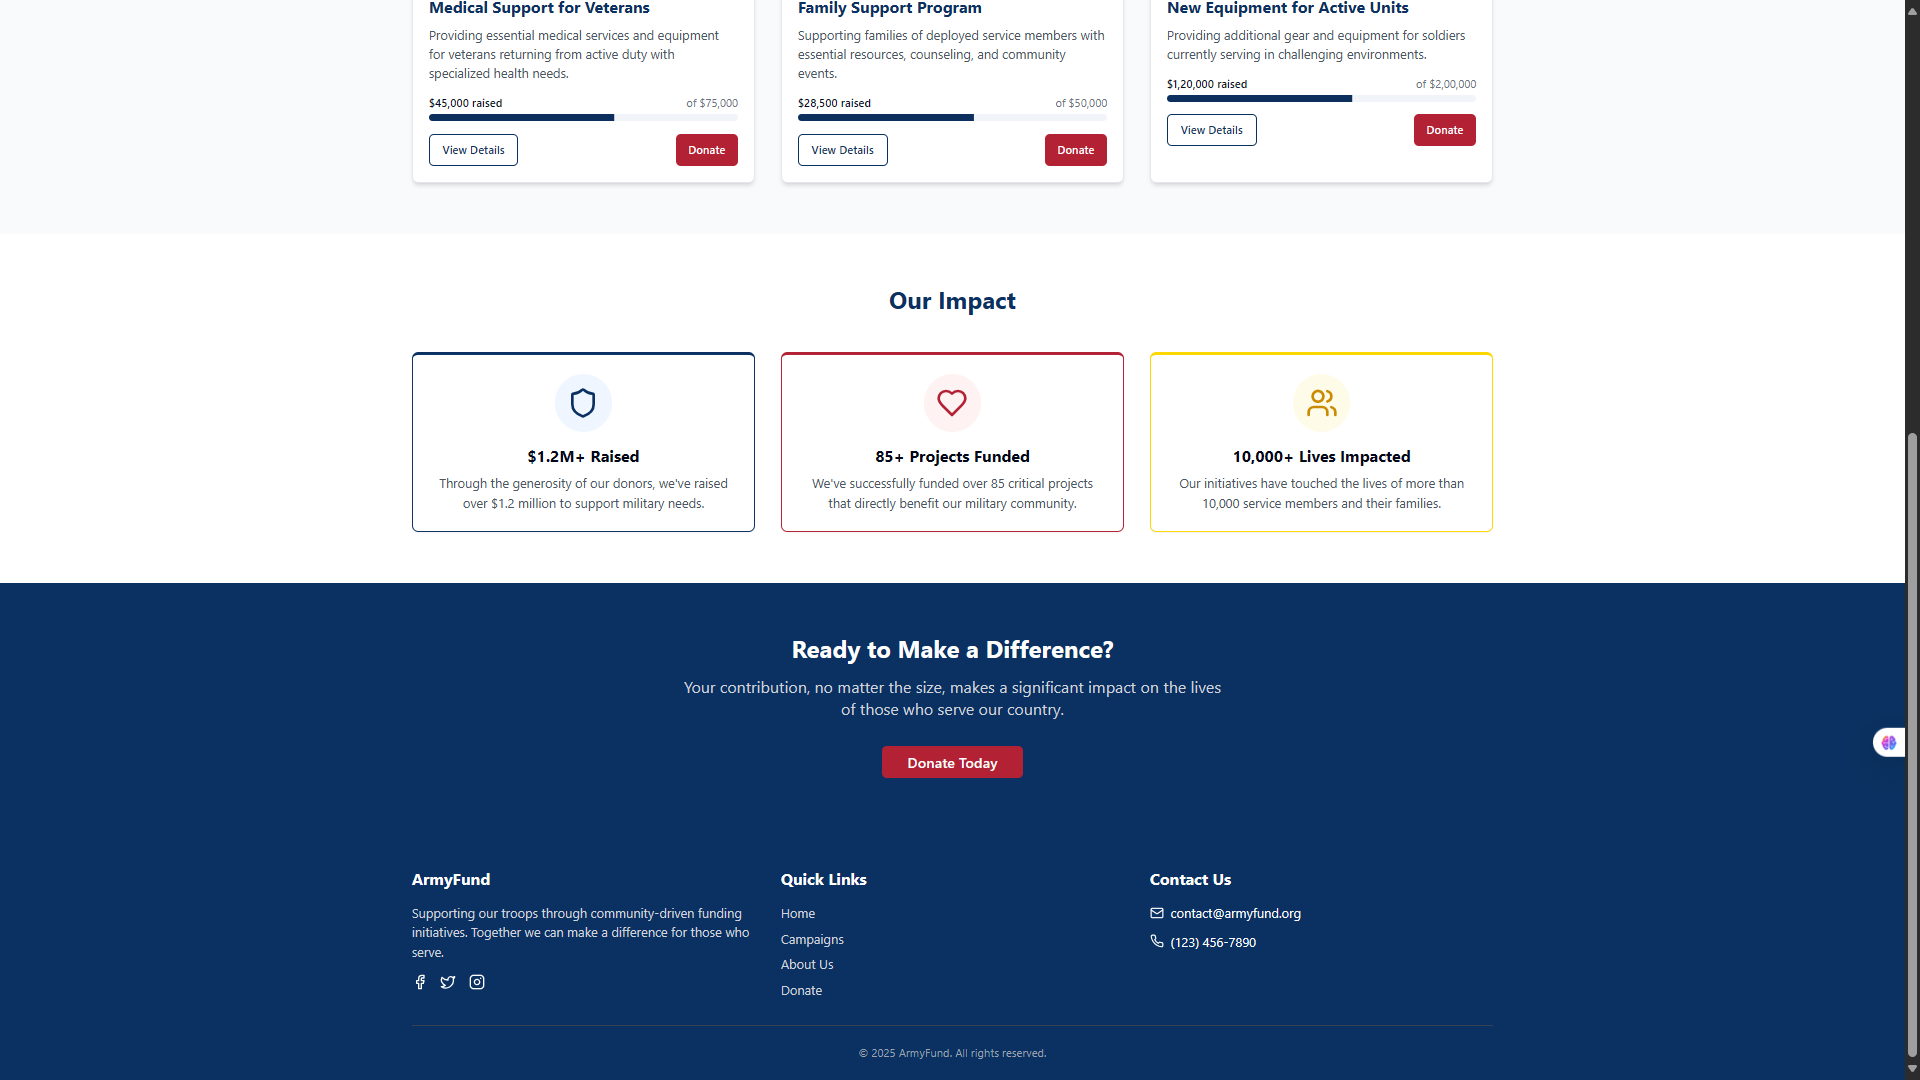 Medical Support for Veterans
Providing essential medical services and equipment
for veterans returning from active duty with
specialized health needs.
$45,000 raised of $75,000
View Details Donate
Family Support Program
Supporting families of deployed service members with
essential resources, counseling, and community
events.
$28,500 raised of $50,000
View Details Donate
New Equipment for Active Units
Providing additional gear and equipment for soldiers
currently serving in challenging environments.
$1,20,000 raised of $2,00,000
View Details Donate
Our Impact
$1.2M+ Raised
Through the generosity of our donors, we've raised
over $1.2 million to support military needs.
85+ Projects Funded
We've successfully funded over 85 critical projects
that directly benefit our military community.
10,000+ Lives Impacted
Our initiatives have touched the lives of more than
10,000 service members and their families.
Ready to Make a Difference?
Your contribution, no matter the size, makes a significant impact on the lives
of those who serve our country.
Donate Today
ArmyFund
Supporting our troops through community-driven funding
initiatives. Together we can make a difference for those who
serve.
Quick Links
Home
Campaigns
About Us
Donate
Contact Us
contact@armyfund.org
(123) 456-7890
© 2025 ArmyFund. All rights reserved.